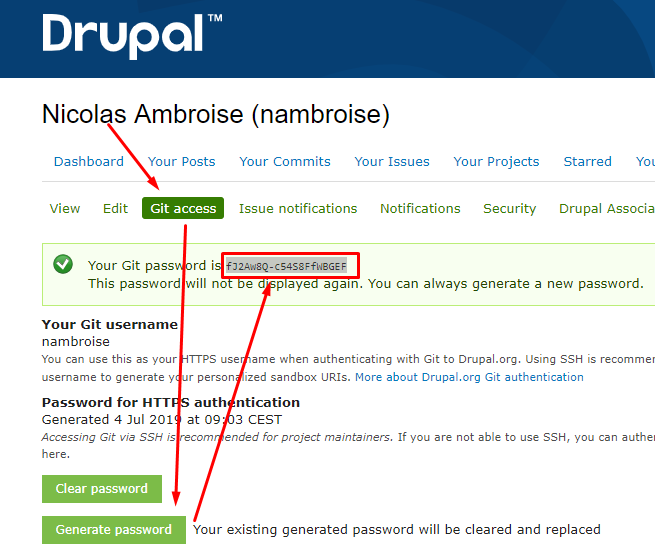 Drupal™
Nicolas Ambroise (nambroise)
Dashboard Your Posts Your Commits Your Issues Your Projects Starred You
View Edit Git access Issue notifications Notifications Security Drupal Associa
Your Git password is fJ2Aw8Q-c54S8FfWBGEF
This password will not be displayed again. You can always generate a new password.
Your Git username
nambroise
You can use this as your HTTPS username when authenticating with Git to Drupal.org. Using SSH is recomme
username to generate your personalized sandbox URIs. More about Drupal.org Git authentication
Password for HTTPS authentication
Generated 4 Jul 2019 at 09:03 CEST
Accessing Git via SSH is recommended for project maintainers. If you are not able to use SSH, you can authe
here.
Clear password
Generate password Your existing generated password will be cleared and replaced